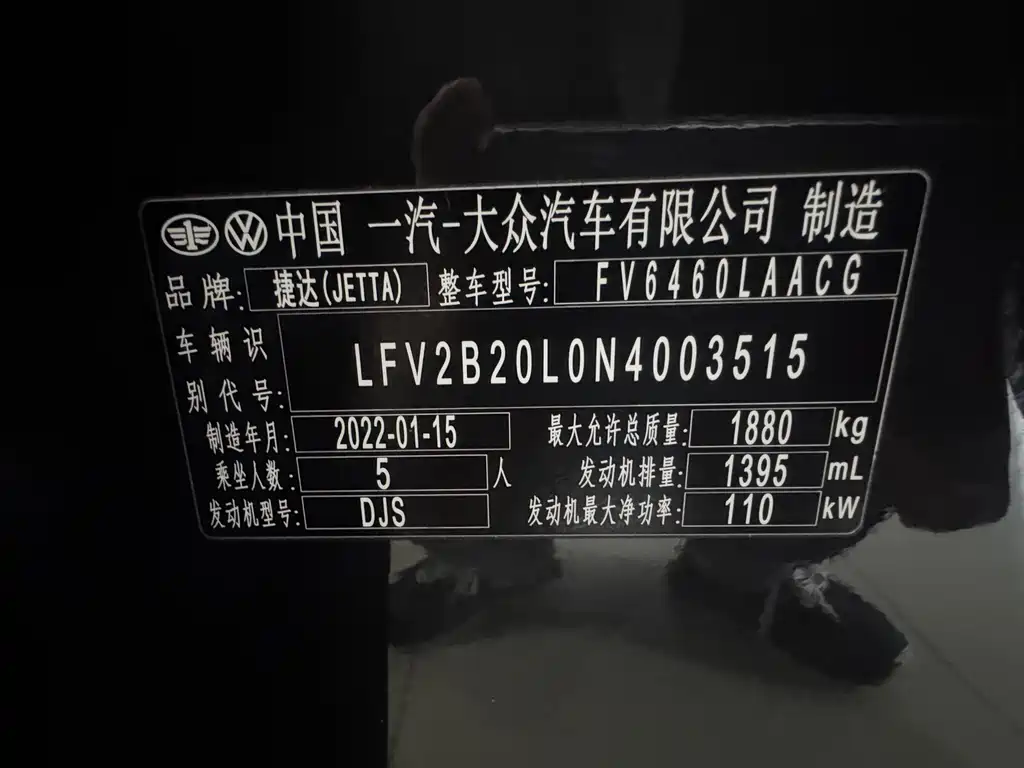 中国 一汽-大众汽车有限公司 制造
品牌: 捷达(JETTA) 整车型号: FV6460LAACG
车辆识别代号: LFV2B20L0N4003515
制造年月: 2022-01-15 最大允许总质量: 1880 kg
乘坐人数: 5 人 发动机排量: 1395 mL
发动机型号: DJS 发动机最大净功率: 110 kW